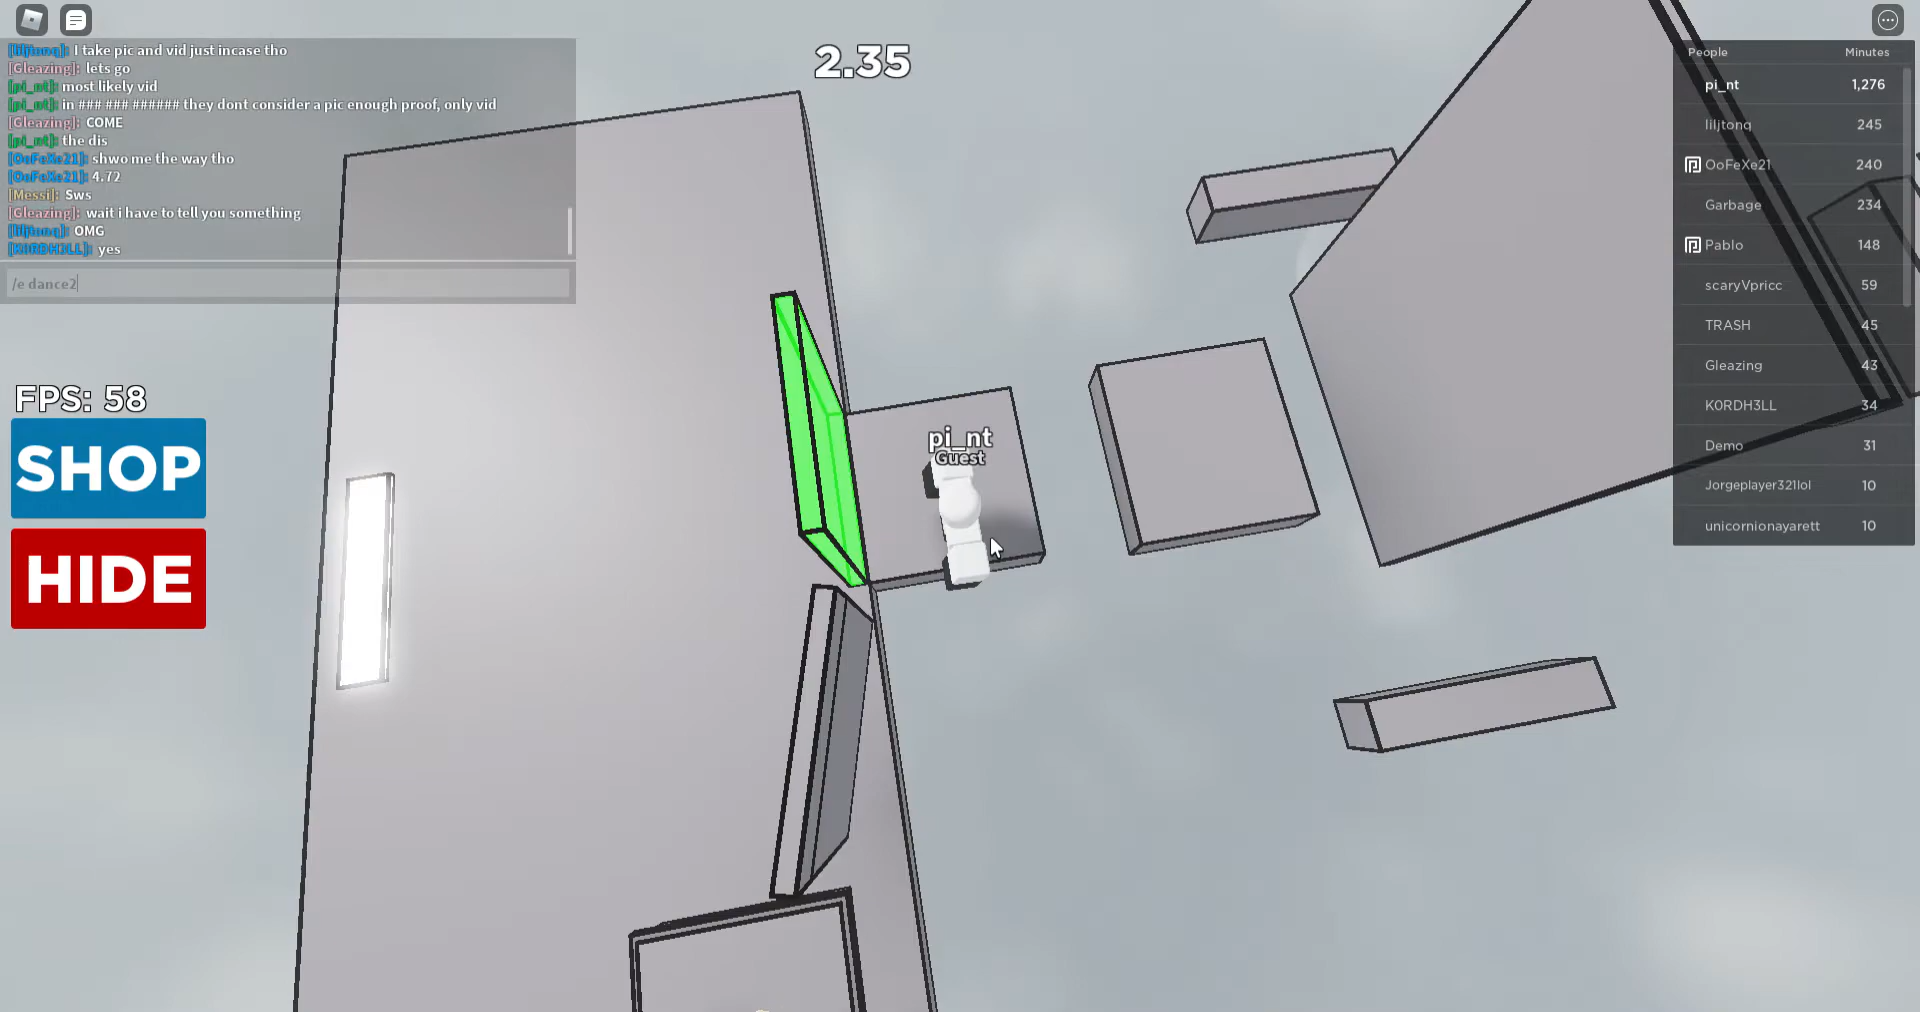 [liljtonq]: I take pic and vid just incase tho
[Gleazing]: lets go
[pi_nt]: most likely vid
[pi_nt]: in ### ### ###### they dont consider a pic enough proof, only vid
[Gleazing]: COME
[pi_nt]: the dis
[OoFeXe21]: shwo me the way tho
[OoFeXe21]: 4.72
[Messi]: Sws
[Gleazing]: wait i have to tell you something
[liljtonq]: OMG
[K0RDH3LL]: yes
/e dance2
2.35
FPS: 58
SHOP
HIDE
pi_nt
Guest
People Minutes
pi_nt 1,276
liljtonq 245
OoFeXe21 240
Garbage 234
Pablo 148
scaryVpricc 59
TRASH 45
Gleazing 43
K0RDH3LL 34
Demo 31
Jorgeplayer321lol 10
unicornionayarett 10